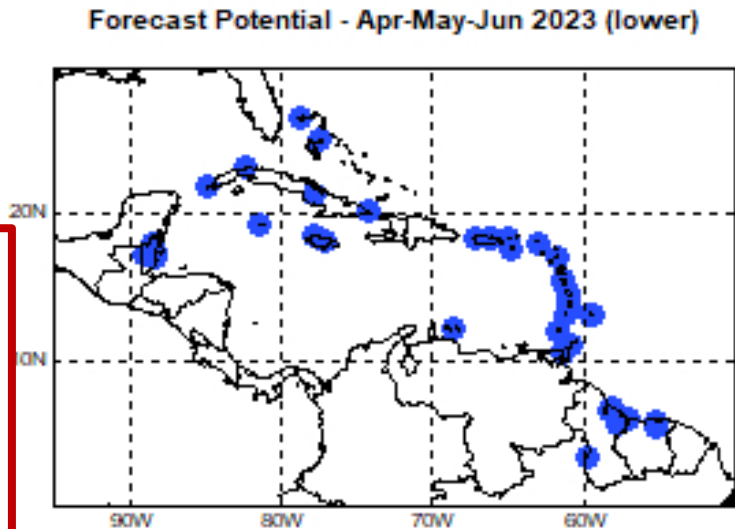 Forecast Potential - Apr-May-Jun 2023 (lower)
20N
10N
90W
80W
70W
60W